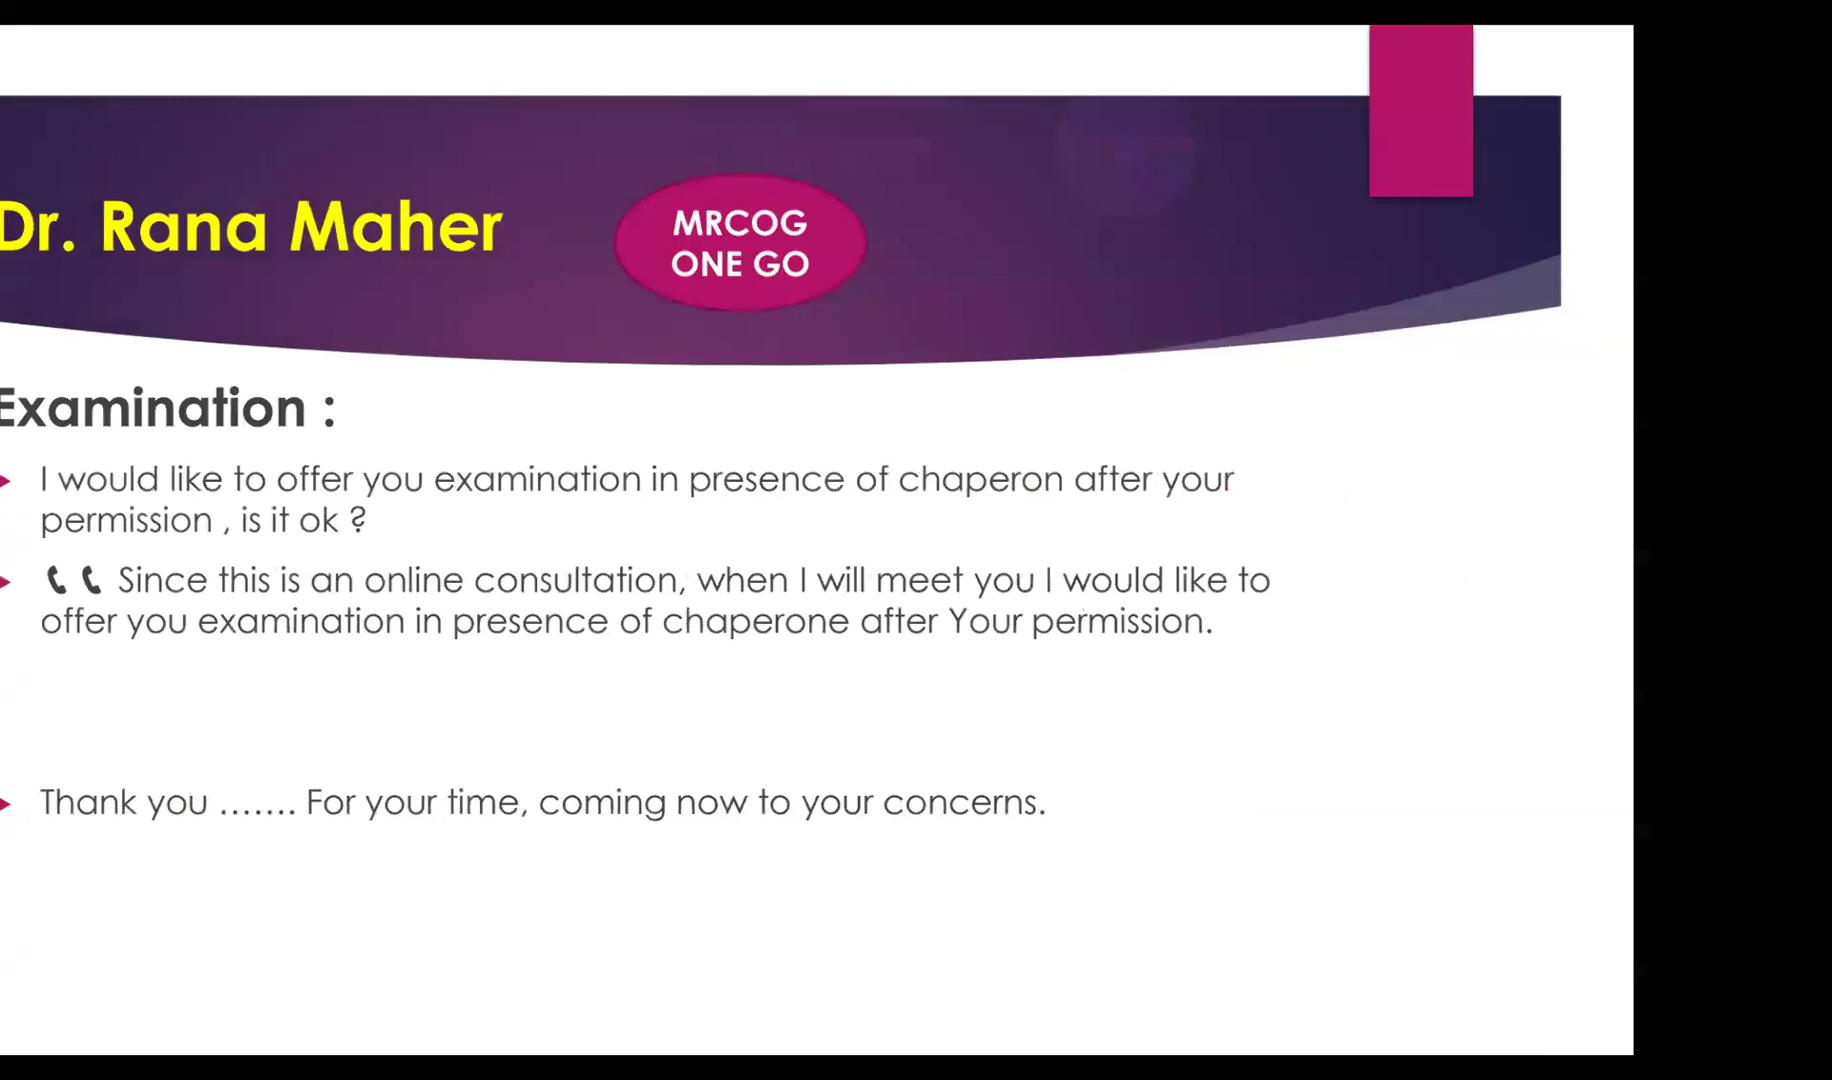 Dr. Rana Maher
MRCOG
ONE GO
Examination :
I would like to offer you examination in presence of chaperon after your
permission , is it ok ?
Since this is an online consultation, when I will meet you I would like to
offer you examination in presence of chaperone after Your permission.
Thank you ....... For your time, coming now to your concerns.